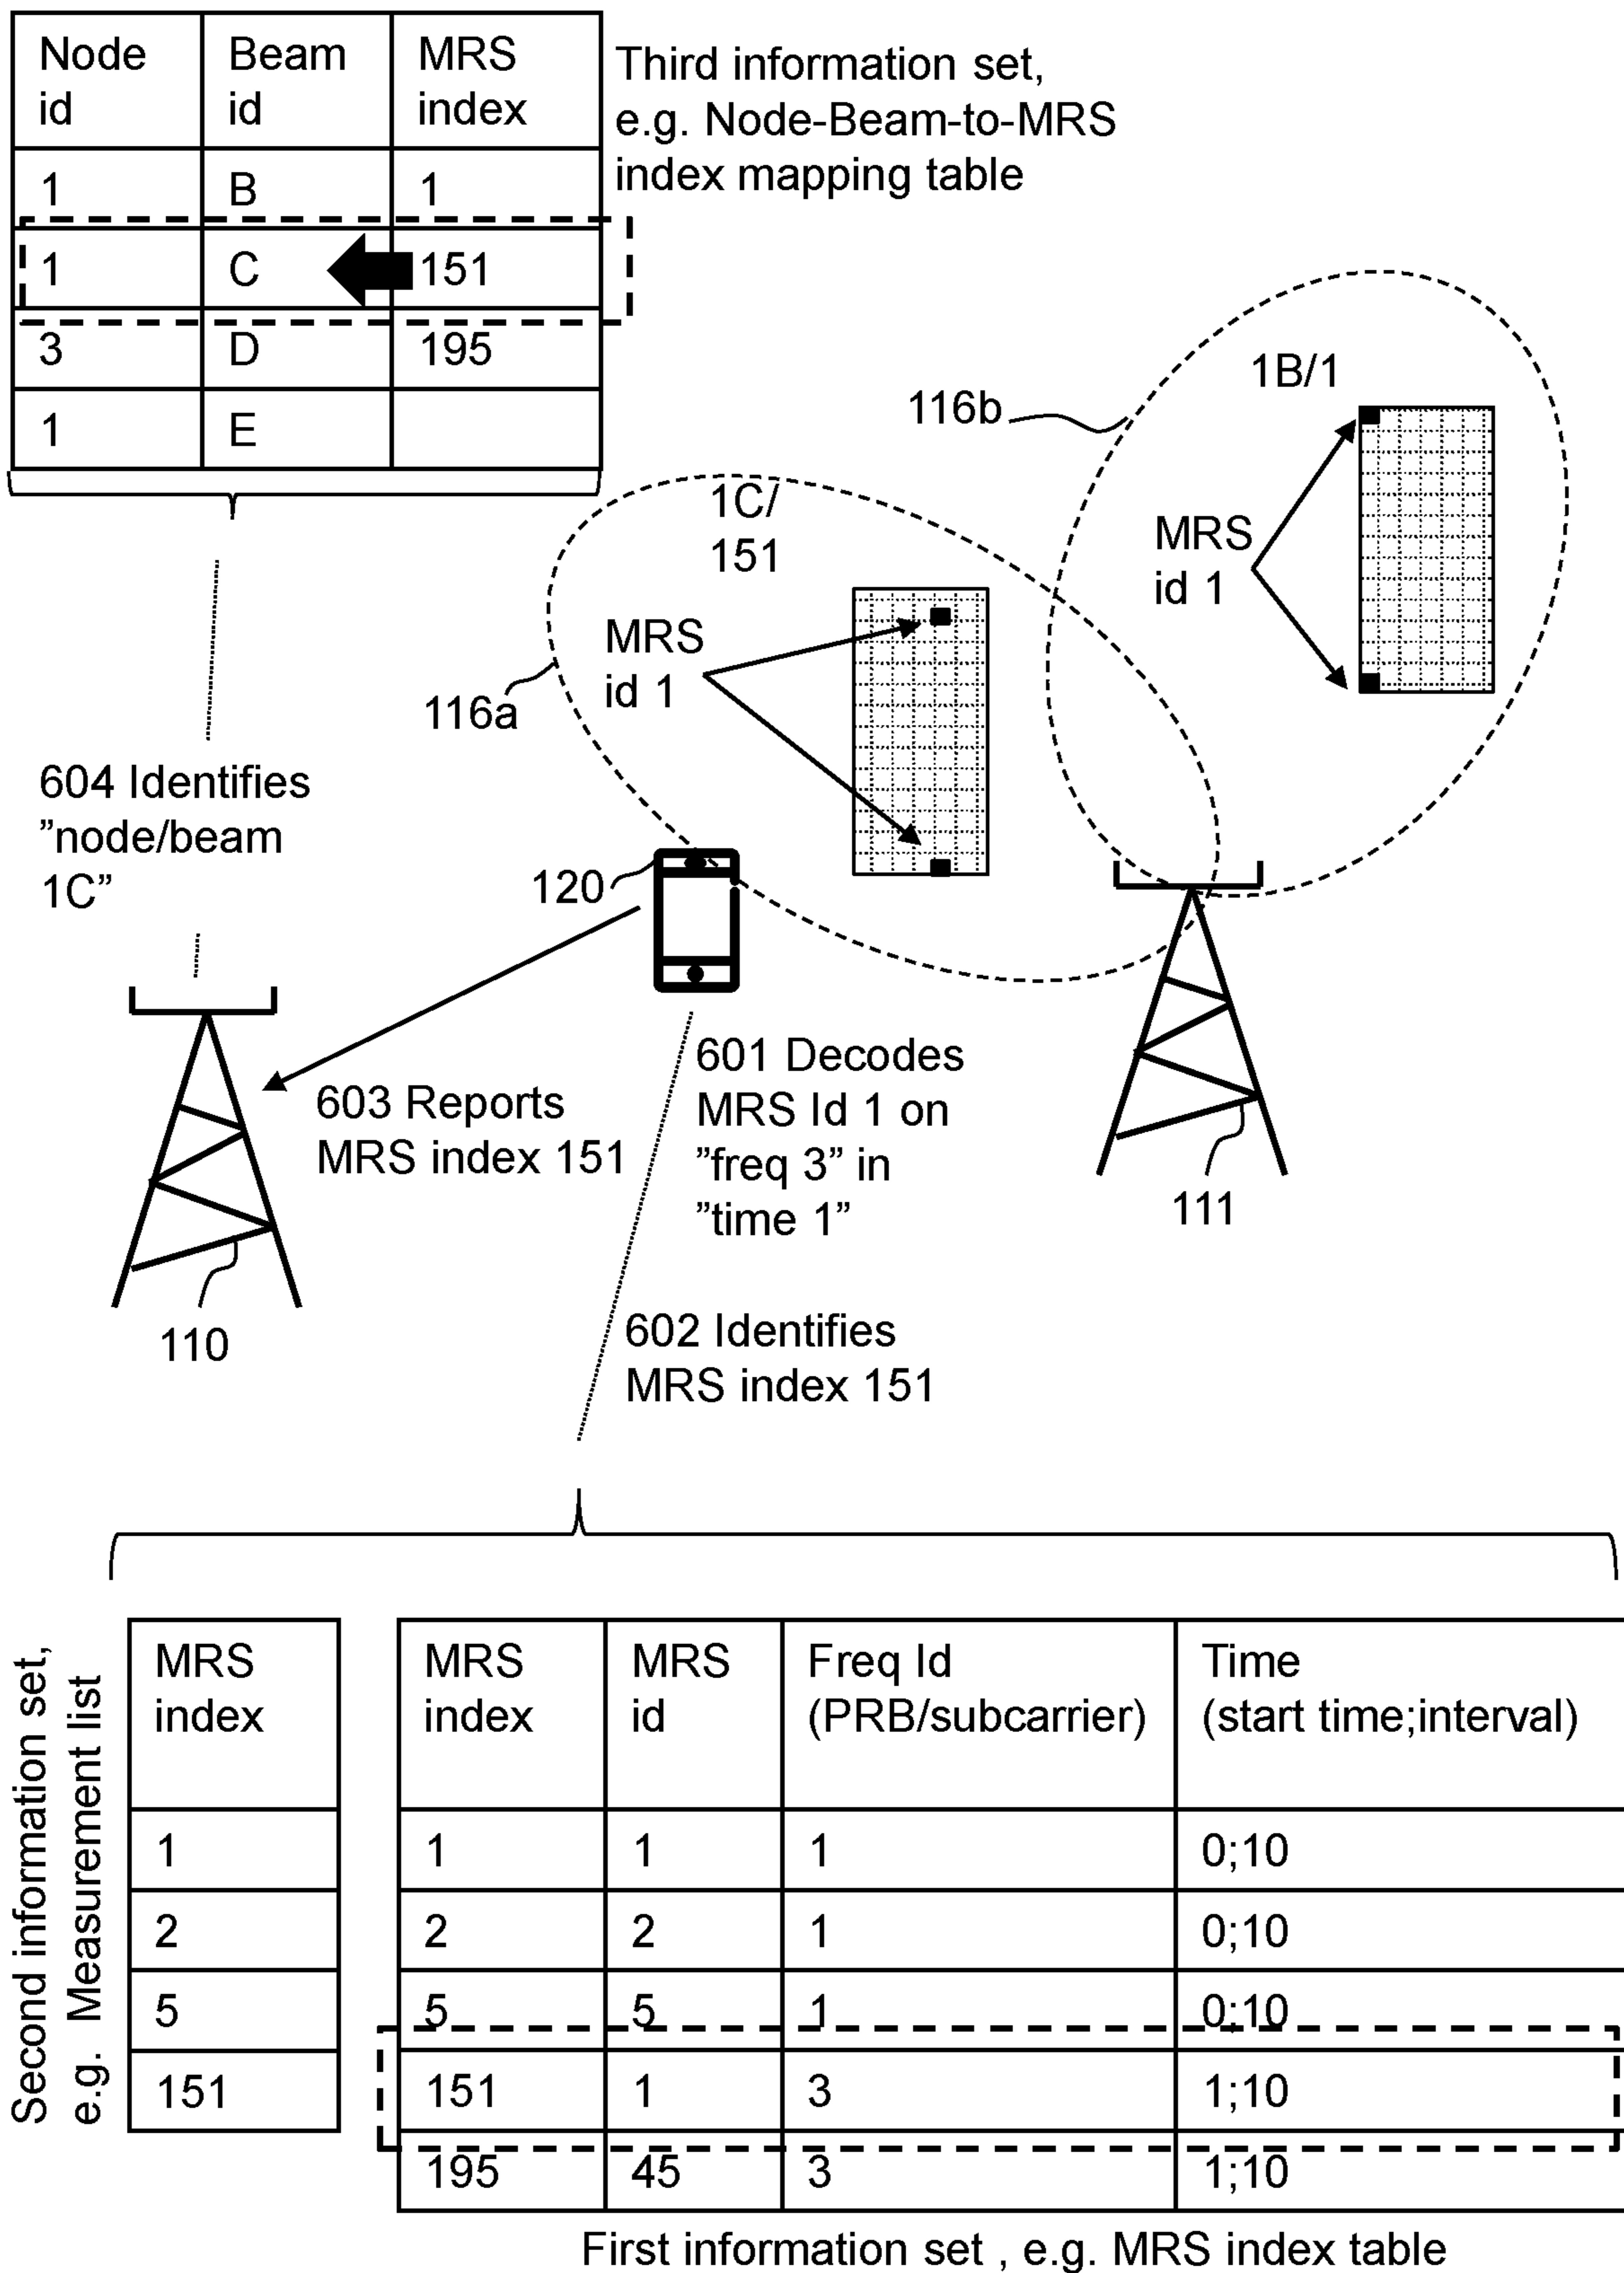 Node id | Beam id | MRS index
1 | B | 1
1 | C | 151
3 | D | 195
1 | E |
Third information set,
e.g. Node-Beam-to-MRS
index mapping table
1B/1
116b
MRS
id 1
1C/
151
MRS
id 1
116a
604 Identifies
”node/beam
1C”
120
601 Decodes
MRS Id 1 on
”freq 3” in
”time 1”
603 Reports
MRS index 151
111
110
602 Identifies
MRS index 151
Second information set,
e.g. Measurement list
MRS index
1
2
5
151
MRS index | MRS id | Freq Id (PRB/subcarrier) | Time (start time;interval)
1 | 1 | 1 | 0;10
2 | 2 | 1 | 0;10
5 | 5 | 1 | 0;10
151 | 1 | 3 | 1;10
195 | 45 | 3 | 1;10
First information set , e.g. MRS index table